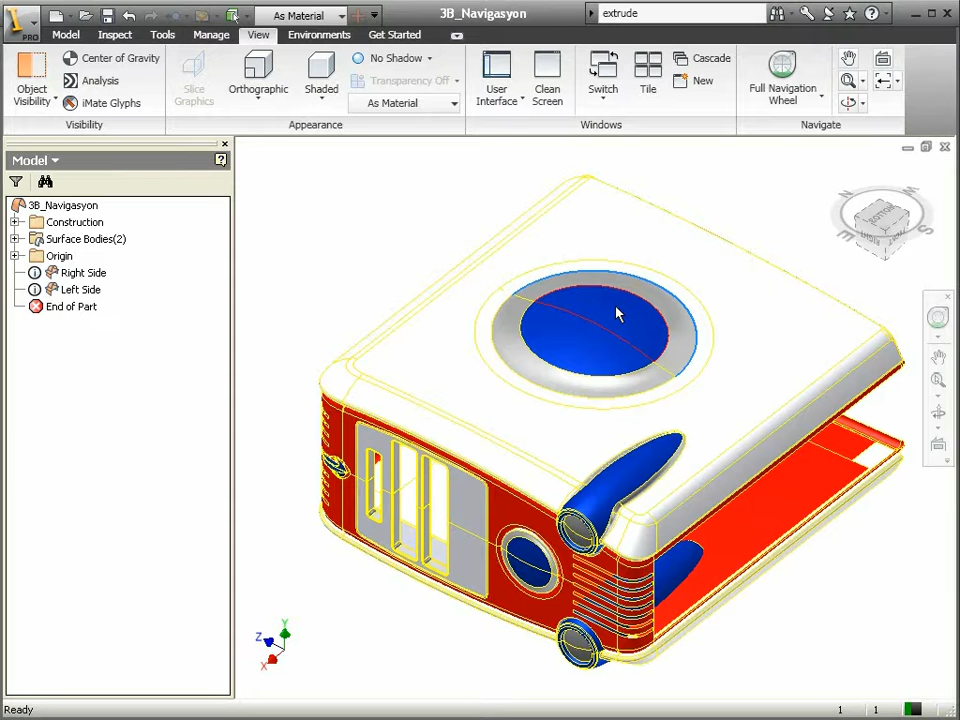 As Material
3B_Navigasyon
extrude
PRO
Model Inspect Tools Manage View Environments Get Started
Object Visibility
Center of Gravity
Analysis
iMate Glyphs
Visibility
Slice Graphics
Orthographic
Shaded
No Shadow
Transparency Off
As Material
Appearance
User Interface
Clean Screen
Switch
Tile
Cascade
New
Windows
Full Navigation Wheel
Navigate
Model
3B_Navigasyon
Construction
Surface Bodies(2)
Origin
Right Side
Left Side
End of Part
BOTTOM
RIGHT
N
W
S
E
Y
Z
X
Ready
1 1